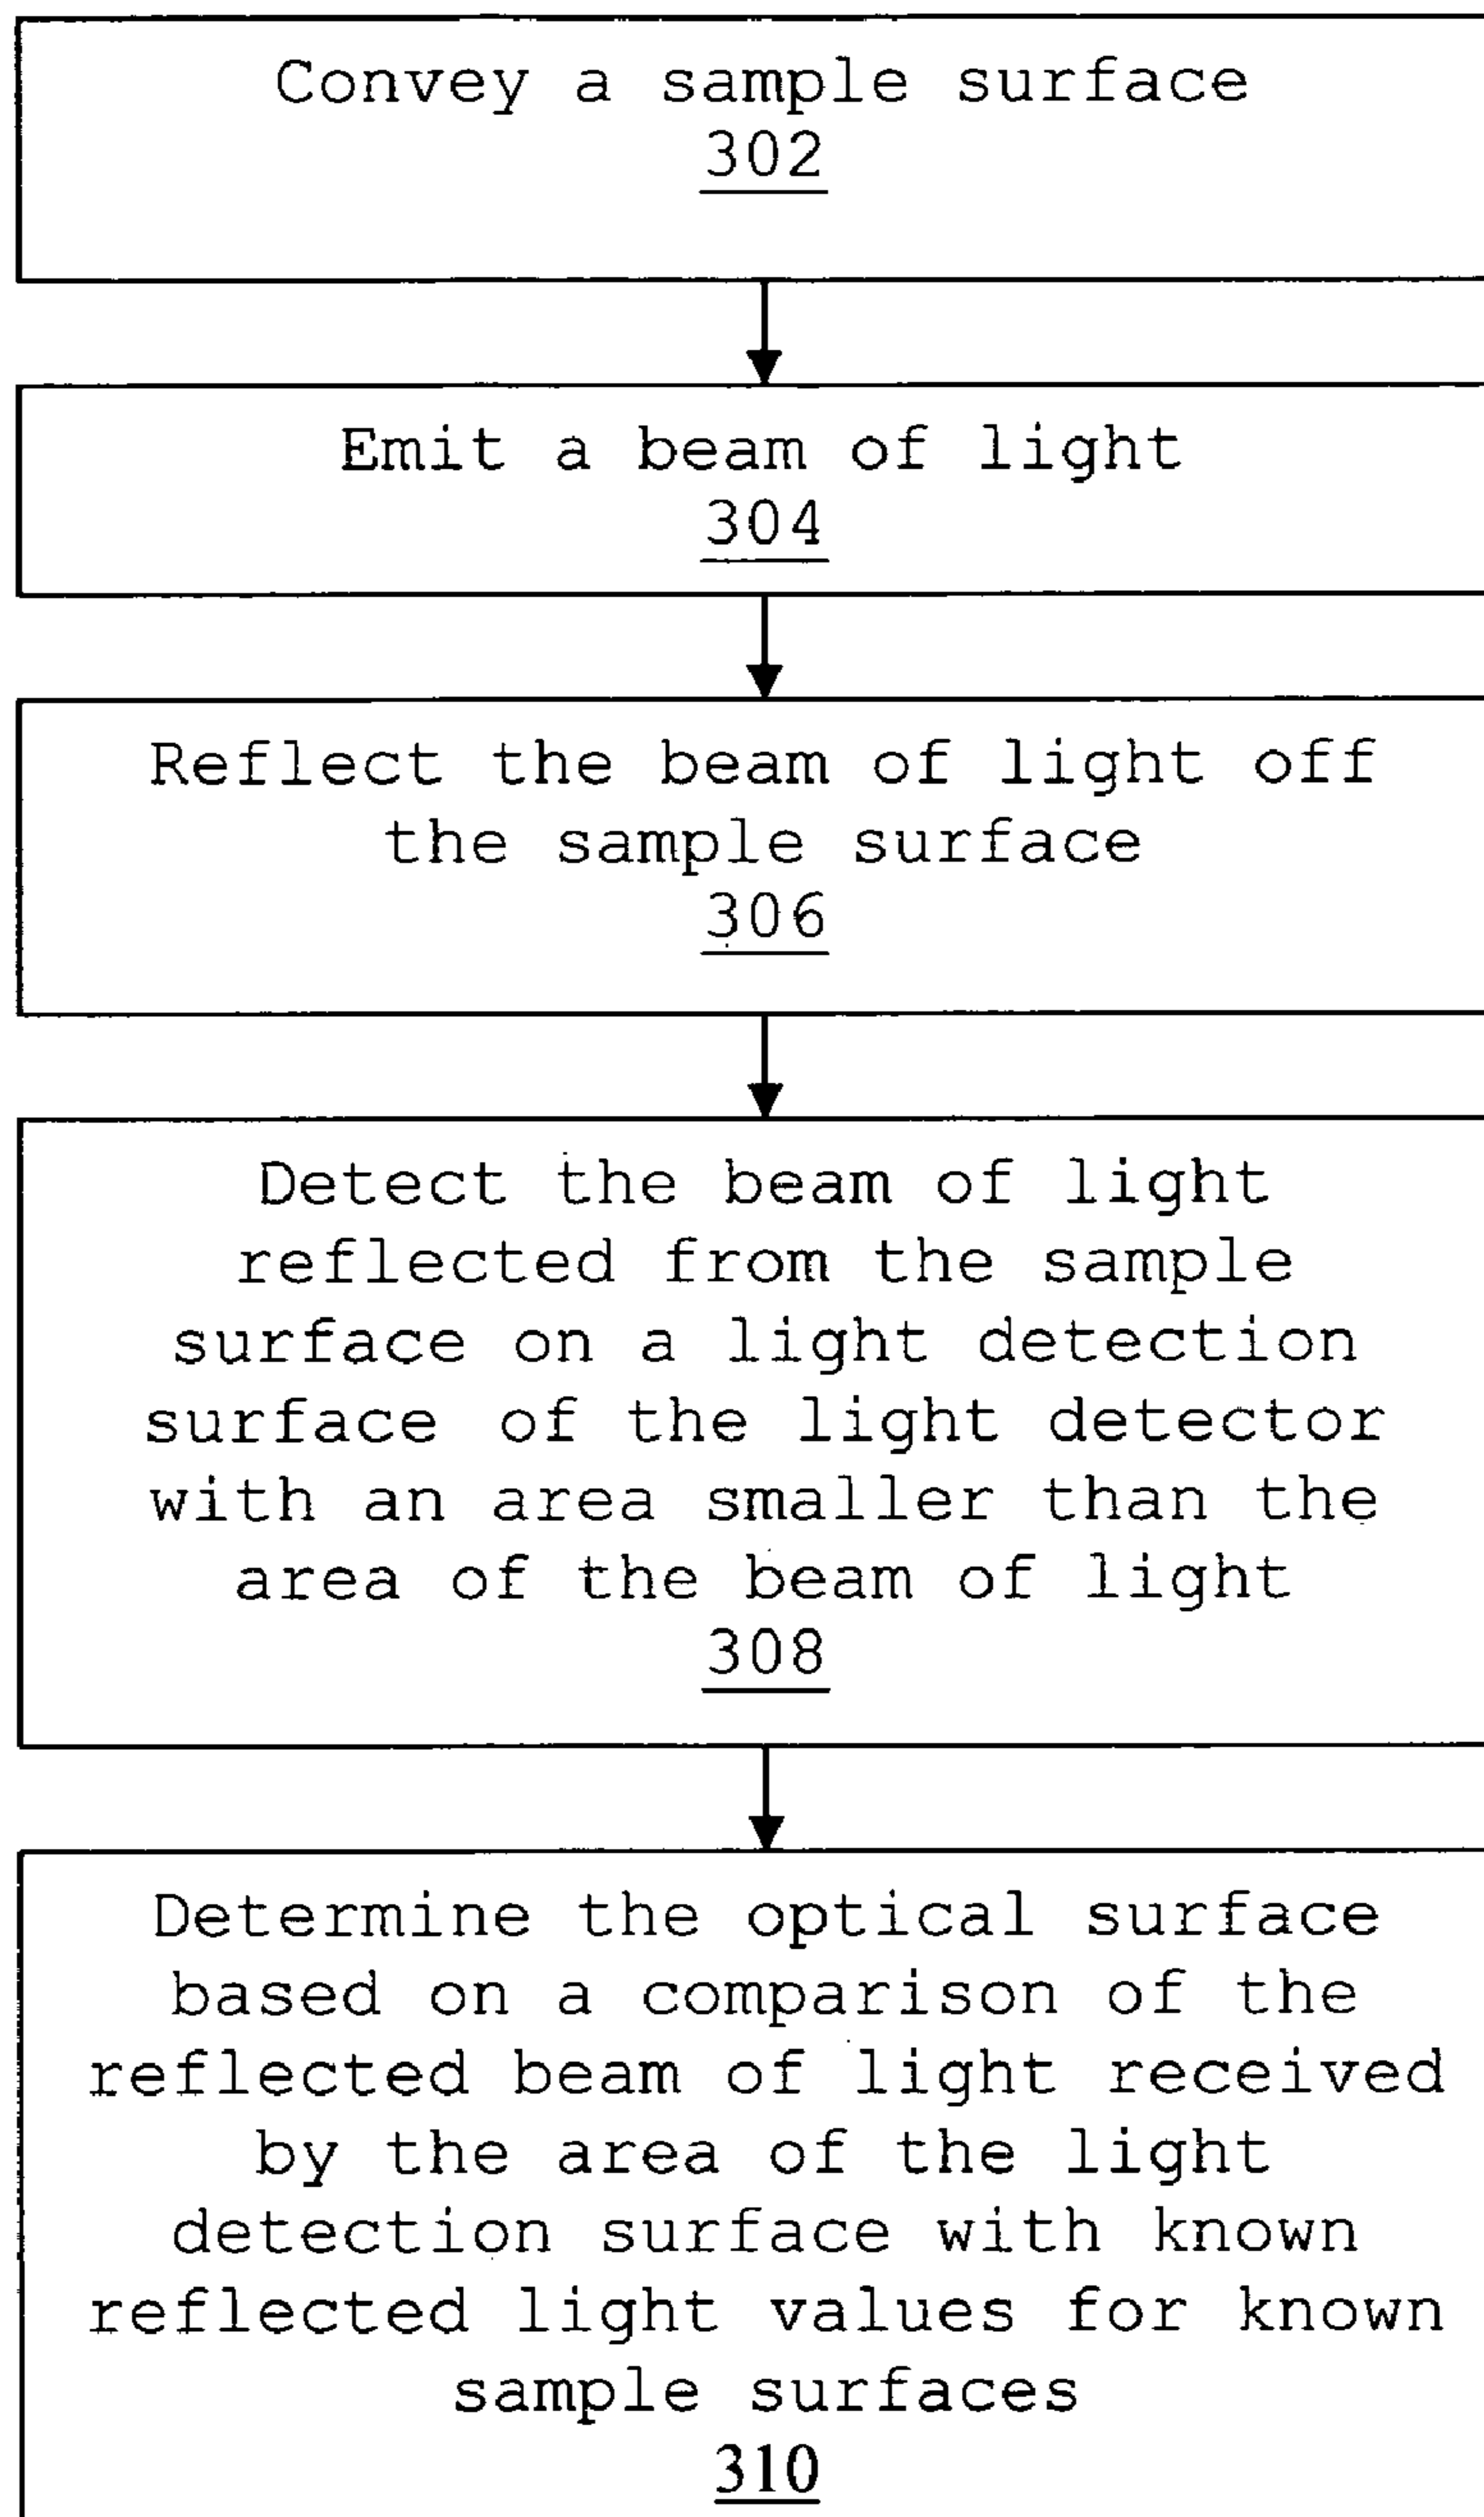 Convey a sample surface
302
Emit a beam of light
304
Reflect the beam of light off
the sample surface
306
Detect the beam of light
reflected from the sample
surface on a light detection
surface of the light detector
with an area smaller than the
area of the beam of light
308
Determine the optical surface
based on a comparison of the
reflected beam of light received
by the area of the light
detection surface with known
reflected light values for known
sample surfaces
310